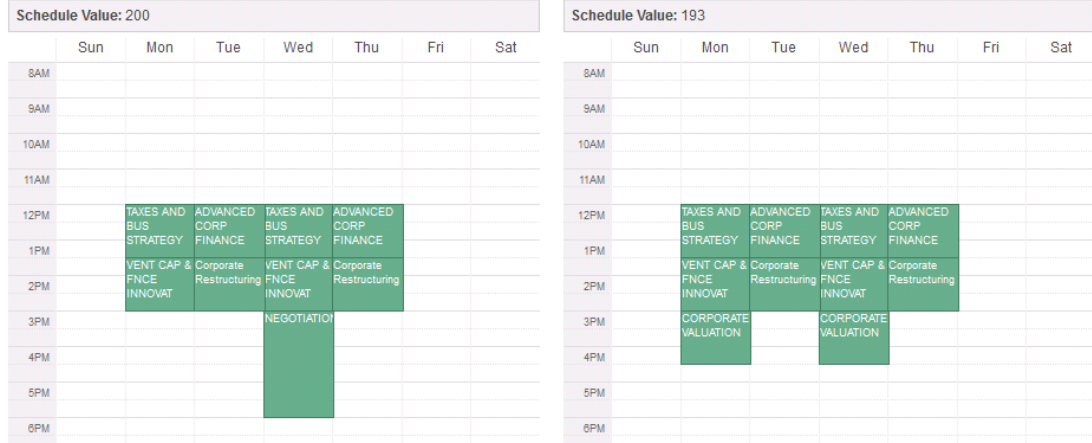 Schedule Value: 200
Sun Mon Tue Wed Thu Fri Sat
8AM
9AM
10AM
11AM
12PM
1PM
2PM
3PM
4PM
5PM
6PM
TAXES AND
BUS
STRATEGY
VENT CAP &
FNCE
INNOVAT
ADVANCED
CORP
FINANCE
Corporate
Restructuring
TAXES AND
BUS
STRATEGY
VENT CAP &
FNCE
INNOVAT
NEGOTIATION
ADVANCED
CORP
FINANCE
Corporate
Restructuring
Schedule Value: 193
Sun Mon Tue Wed Thu Fri Sat
8AM
9AM
10AM
11AM
12PM
1PM
2PM
3PM
4PM
5PM
6PM
TAXES AND
BUS
STRATEGY
VENT CAP &
FNCE
INNOVAT
CORPORATE
VALUATION
ADVANCED
CORP
FINANCE
Corporate
Restructuring
TAXES AND
BUS
STRATEGY
VENT CAP &
FNCE
INNOVAT
CORPORATE
VALUATION
ADVANCED
CORP
FINANCE
Corporate
Restructuring